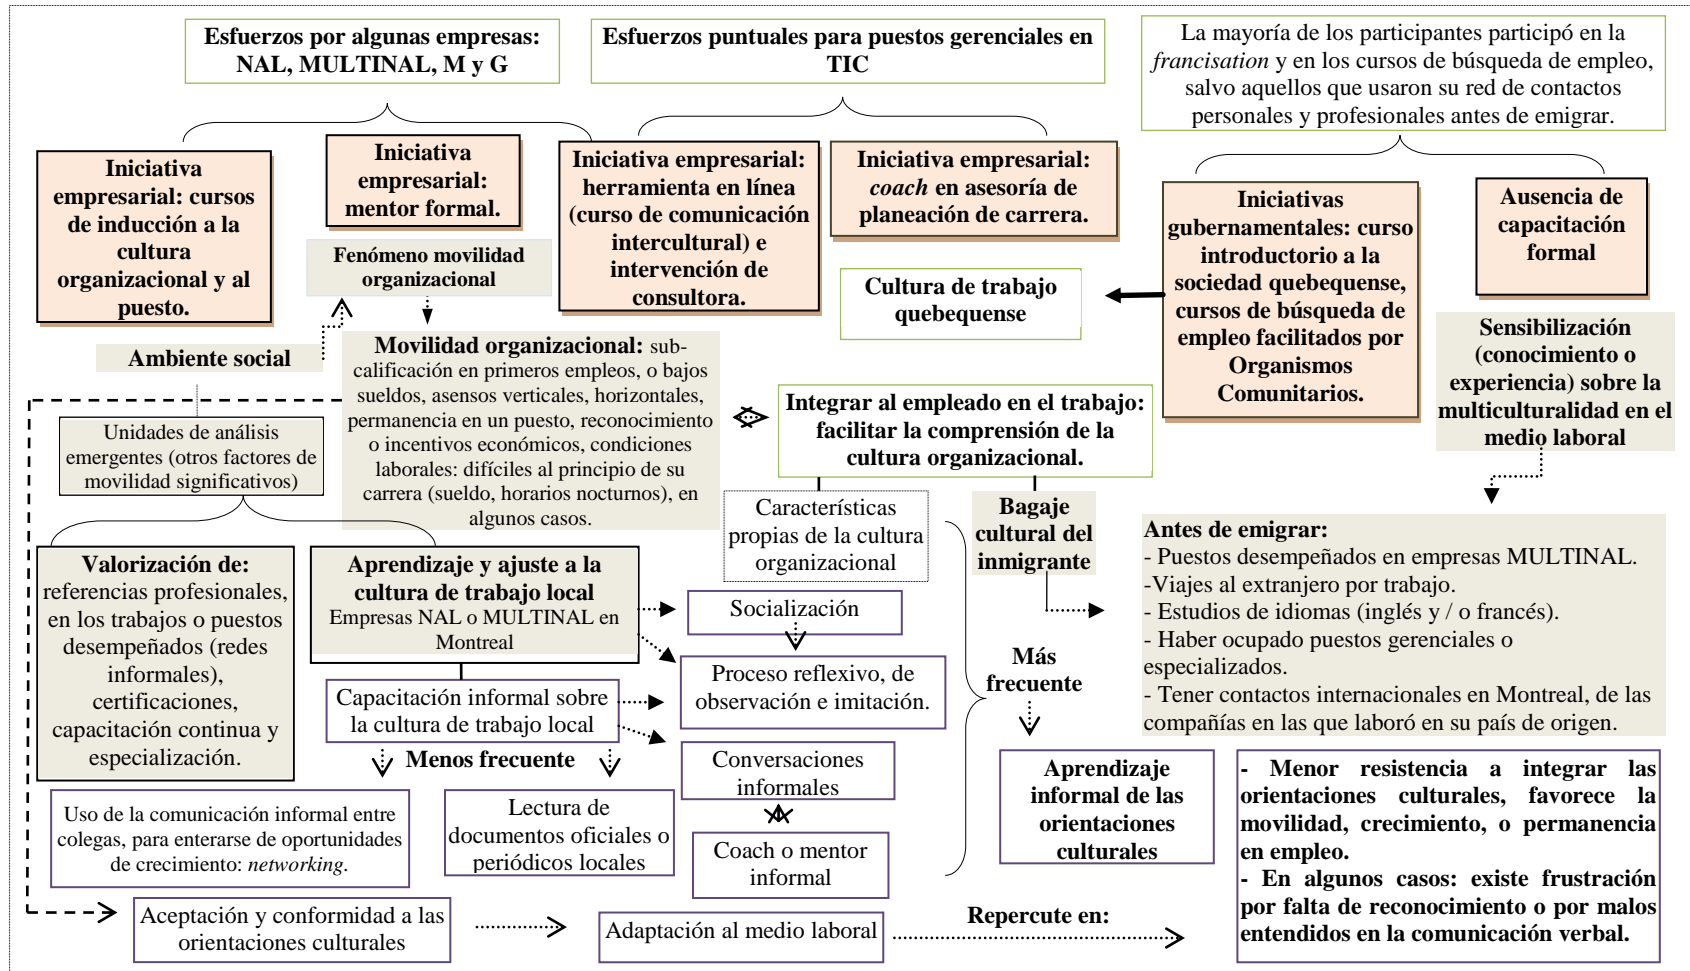 Esfuerzos por algunas empresas:
NAL, MULTINAL, M y G
Esfuerzos puntuales para puestos gerenciales en
TIC
La mayoría de los participantes participó en la
francisation y en los cursos de búsqueda de empleo,
salvo aquellos que usaron su red de contactos
personales y profesionales antes de emigrar.
Iniciativa
empresarial: cursos
de inducción a la
cultura
organizacional y al
puesto.
Iniciativa
empresarial:
mentor formal.
Iniciativa empresarial:
herramienta en línea
(curso de comunicación
intercultural) e
intervención de
consultora.
Iniciativa empresarial:
coach en asesoría de
planeación de carrera.
Iniciativas
gubernamentales: curso
introductorio a la
sociedad quebequense,
cursos de búsqueda de
empleo facilitados por
Organismos
Comunitarios.
Ausencia de
capacitación
formal
Fenómeno movilidad
organizacional
Cultura de trabajo
quebequense
Ambiente social
Movilidad organizacional: sub-
calificación en primeros empleos, o bajos
sueldos, asensos verticales, horizontales,
permanencia en un puesto, reconocimiento
o incentivos económicos, condiciones
laborales: difíciles al principio de su
carrera (sueldo, horarios nocturnos), en
algunos casos.
Sensibilización
(conocimiento o
experiencia) sobre la
multiculturalidad en el
medio laboral
Integrar al empleado en el trabajo:
facilitar la comprensión de la
cultura organizacional.
Unidades de análisis
emergentes (otros factores de
movilidad significativos)
Características
propias de la cultura
organizacional
Bagaje
cultural del
inmigrante
Antes de emigrar:
- Puestos desempeñados en empresas MULTINAL.
-Viajes al extranjero por trabajo.
- Estudios de idiomas (inglés y / o francés).
- Haber ocupado puestos gerenciales o
especializados.
- Tener contactos internacionales en Montreal, de las
compañías en las que laboró en su país de origen.
Valorización de:
referencias profesionales,
en los trabajos o puestos
desempeñados (redes
informales),
certificaciones,
capacitación continua y
especialización.
Aprendizaje y ajuste a la
cultura de trabajo local
Empresas NAL o MULTINAL en
Montreal
Socialización
Proceso reflexivo, de
observación e imitación.
Más
frecuente
Capacitación informal sobre
la cultura de trabajo local
Menos frecuente
Conversaciones
informales
Aprendizaje
informal de las
orientaciones
culturales
- Menor resistencia a integrar las
orientaciones culturales, favorece la
movilidad, crecimiento, o permanencia
en empleo.
- En algunos casos: existe frustración
por falta de reconocimiento o por malos
entendidos en la comunicación verbal.
Uso de la comunicación informal entre
colegas, para enterarse de oportunidades
de crecimiento: networking.
Lectura de
documentos oficiales o
periódicos locales
Coach o mentor
informal
Aceptación y conformidad a las
orientaciones culturales
Adaptación al medio laboral
Repercute en: